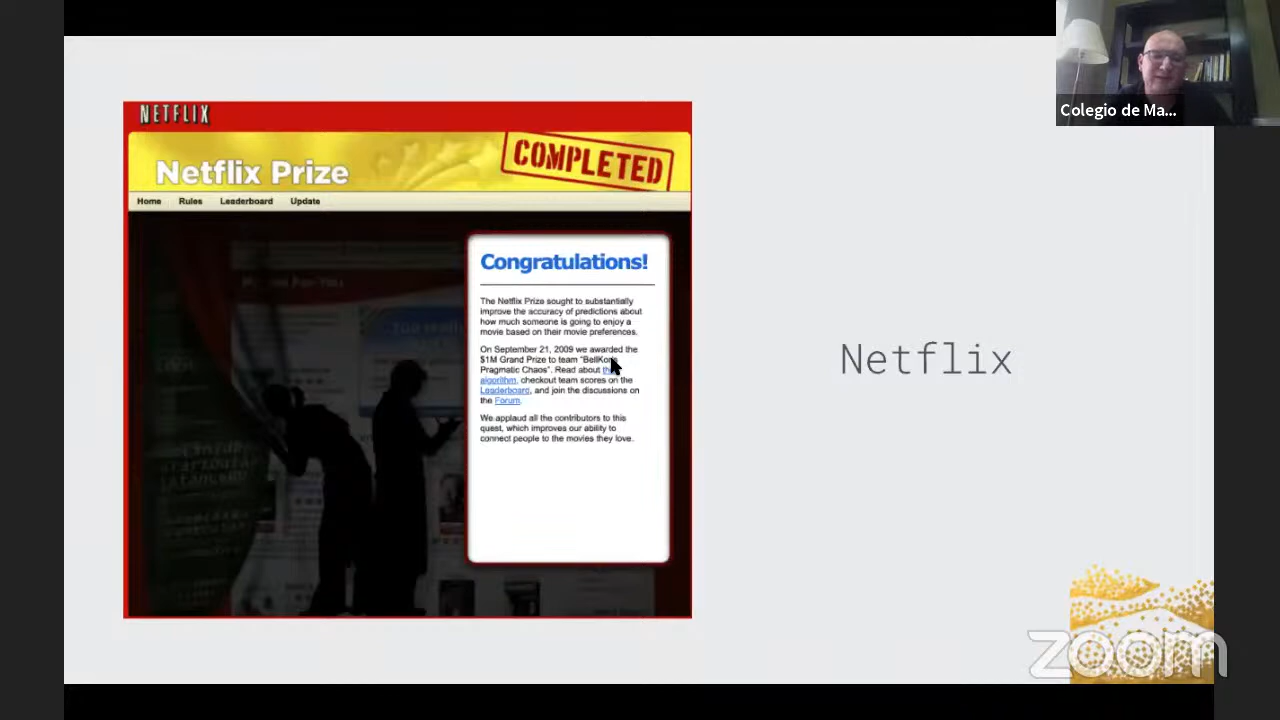 NETFLIX
Netflix Prize
COMPLETED
Home Rules Leaderboard Update
Congratulations!
The Netflix Prize sought to substantially
improve the accuracy of predictions about
how much someone is going to enjoy a
movie based on their movie preferences.
On September 21, 2009 we awarded the
$1M Grand Prize to team "BellKor
Pragmatic Chaos". Read about
algorithm, checkout team scores on the
Leaderboard, and join the discussions on
the Forum.
We applaud all the contributors to this
quest, which improves our ability to
connect people to the movies they love.
Netflix
Colegio de Ma...
zoom